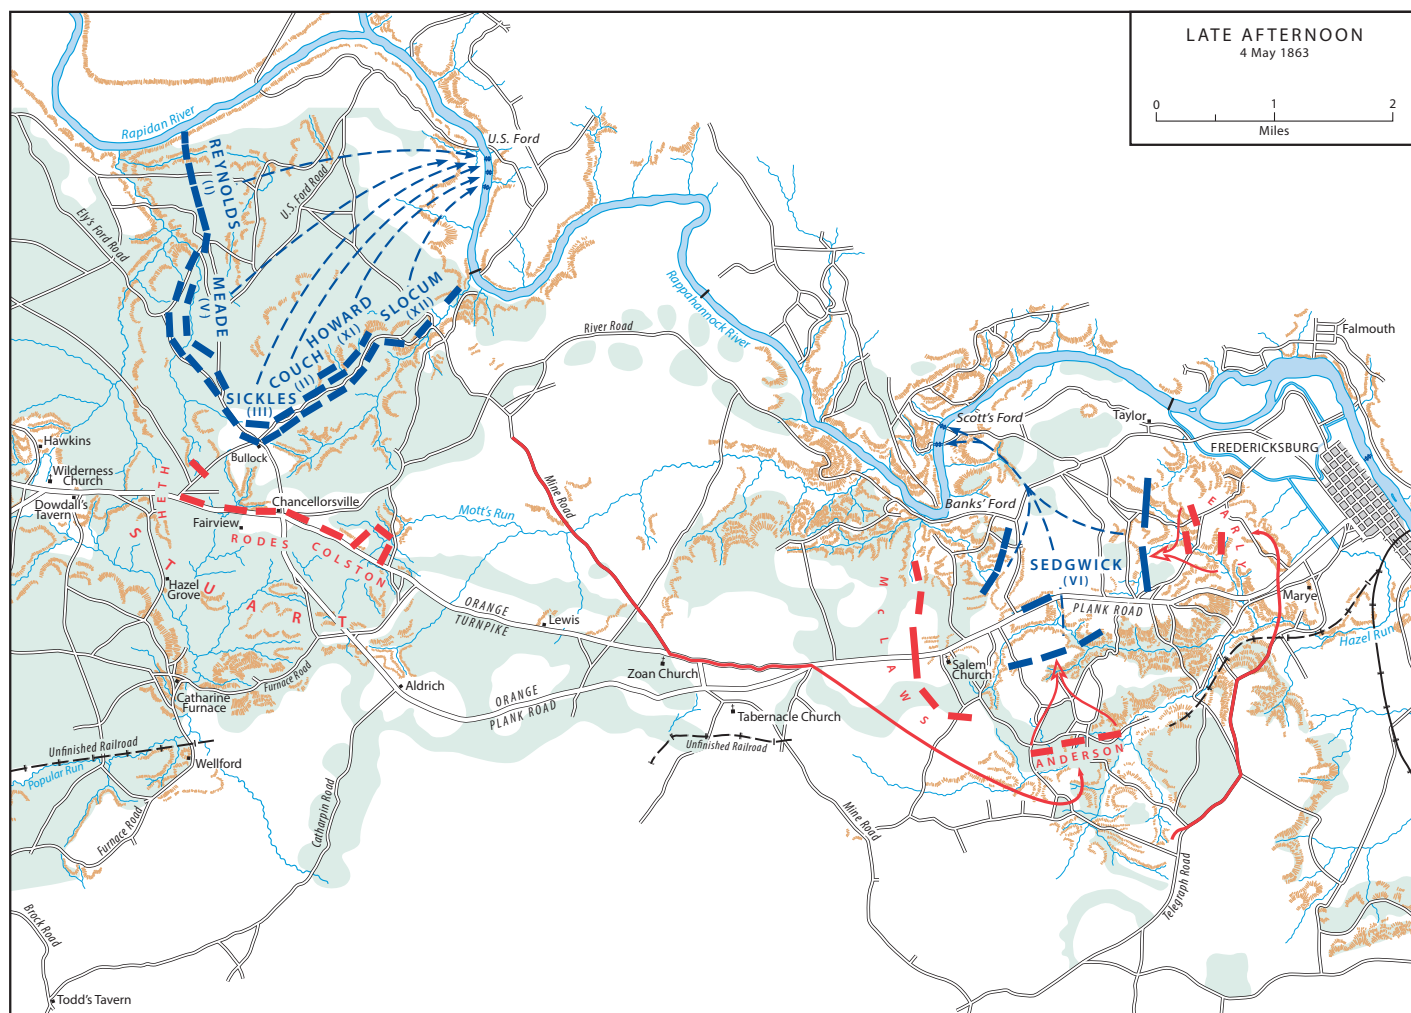 LATE AFTERNOON
4 May 1863
0
1
2
Miles
Rapidan River
U.S. Ford
REYNOLDS
(I)
U.S. Ford Road
Ely's Ford Road
MEADE
(V)
SLOCUM
(XII)
HOWARD
(XI)
COUCH
(II)
SICKLES
(III)
Rappahannock River
River Road
Falmouth
Scott's Ford
Taylor
FREDERICKSBURG
Hawkins
Bullock
Wilderness
Church
HETH
Dowdall's
Tavern
Chancellorsville
Fairview
Mott's Run
Mine Road
Banks' Ford
EARLY
RODES
COLSTON
SEDGWICK
(VI)
STUART
Hazel
Grove
McLAWS
Marye
PLANK ROAD
ORANGE
TURNPIKE
Lewis
Hazel Run
Salem
Church
Zoan Church
Furnace Road
Catharine
Furnace
Aldrich
ORANGE
PLANK ROAD
Tabernacle Church
Unfinished Railroad
Unfinished Railroad
ANDERSON
Wellford
Popular Run
Catharpin Road
Mine Road
Furnace Road
Telegraph Road
Brock Road
Todd's Tavern